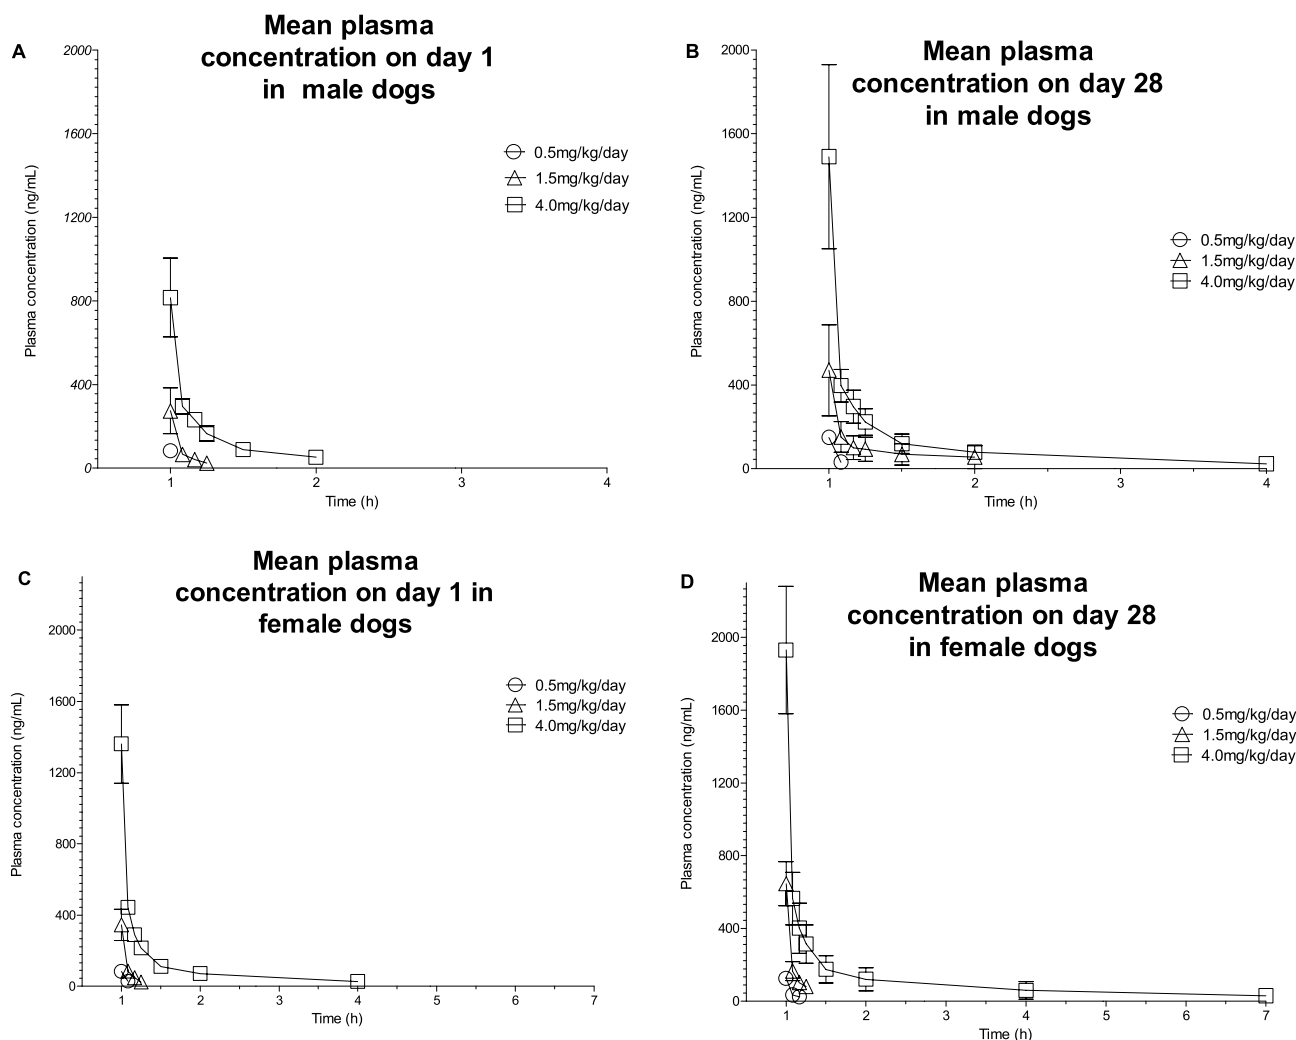 A
Mean plasma
concentration on day 1
in male dogs
2000
1600
1200
800
400
0
Plasma concentration (ng/mL)
0.5mg/kg/day
1.5mg/kg/day
4.0mg/kg/day
1 2 3 4
Time (h)
B
Mean plasma
concentration on day 28
in male dogs
2000
1600
1200
800
400
0
Plasma concentration (ng/mL)
0.5mg/kg/day
1.5mg/kg/day
4.0mg/kg/day
1 2 3 4
Time (h)
C
Mean plasma
concentration on day 1 in
female dogs
2000
1600
1200
800
400
0
Plasma concentration (ng/mL)
0.5mg/kg/day
1.5mg/kg/day
4.0mg/kg/day
1 2 3 4 5 6 7
Time (h)
D
Mean plasma
concentration on day 28
in female dogs
2000
1600
1200
800
400
0
Plasma concentration (ng/mL)
0.5mg/kg/day
1.5mg/kg/day
4.0mg/kg/day
1 2 3 4 5 6 7
Time (h)